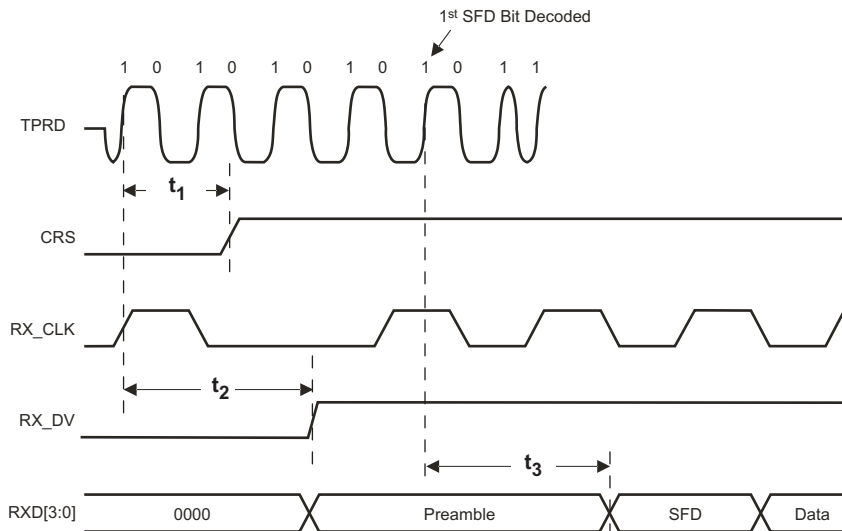 1st SFD Bit Decoded
1 0 1 0 1 0 1 0 1 0 1 1
TPRD
t1
CRS
RX_CLK
t2
RX_DV
t3
RXD[3:0] 0000 Preamble SFD Data